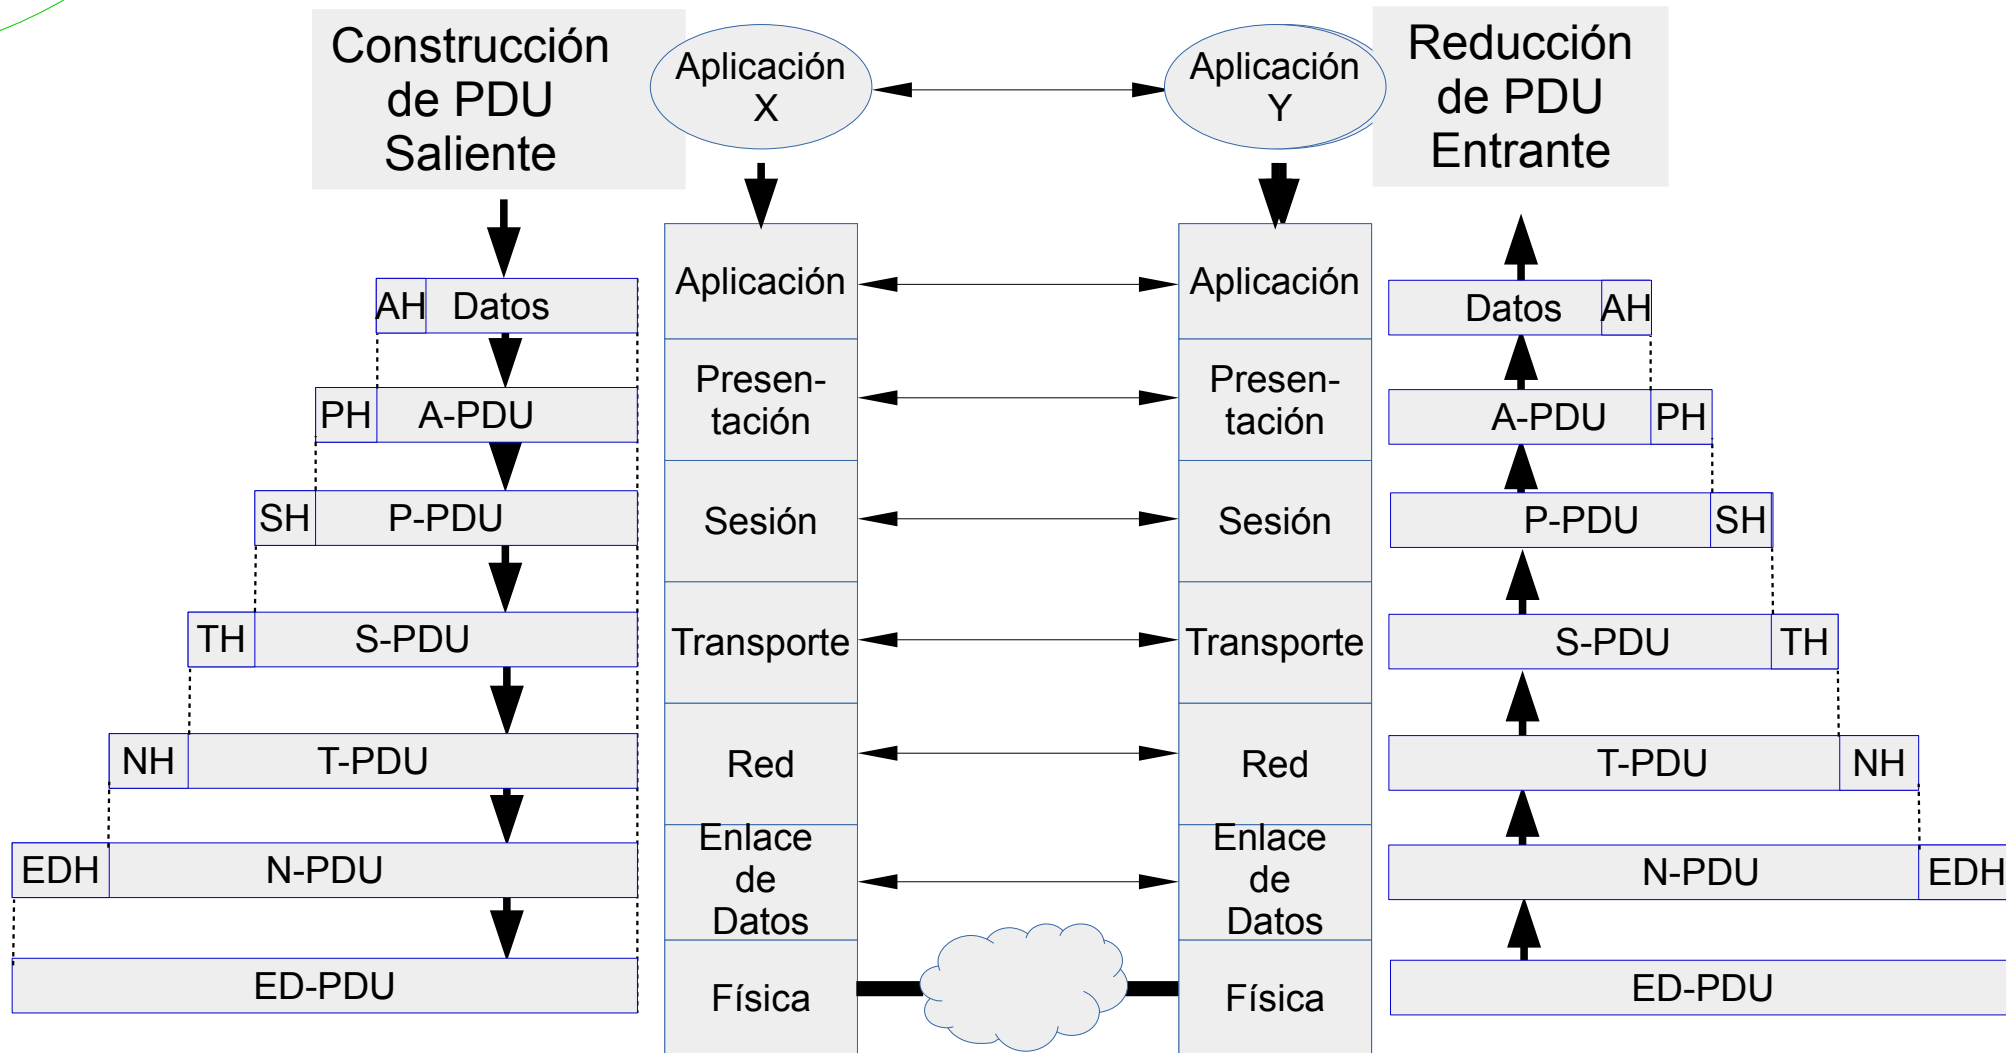 Construcción
de PDU
Saliente
Aplicación
X
Aplicación
Y
Reducción
de PDU
Entrante
AH Datos
Aplicación
Aplicación
Datos AH
PH A-PDU
Presen-
tación
Presen-
tación
A-PDU PH
SH P-PDU
Sesión
Sesión
P-PDU SH
TH S-PDU
Transporte
Transporte
S-PDU TH
NH T-PDU
Red
Red
T-PDU NH
EDH N-PDU
Enlace
de
Datos
Enlace
de
Datos
N-PDU EDH
ED-PDU
Física
Física
ED-PDU